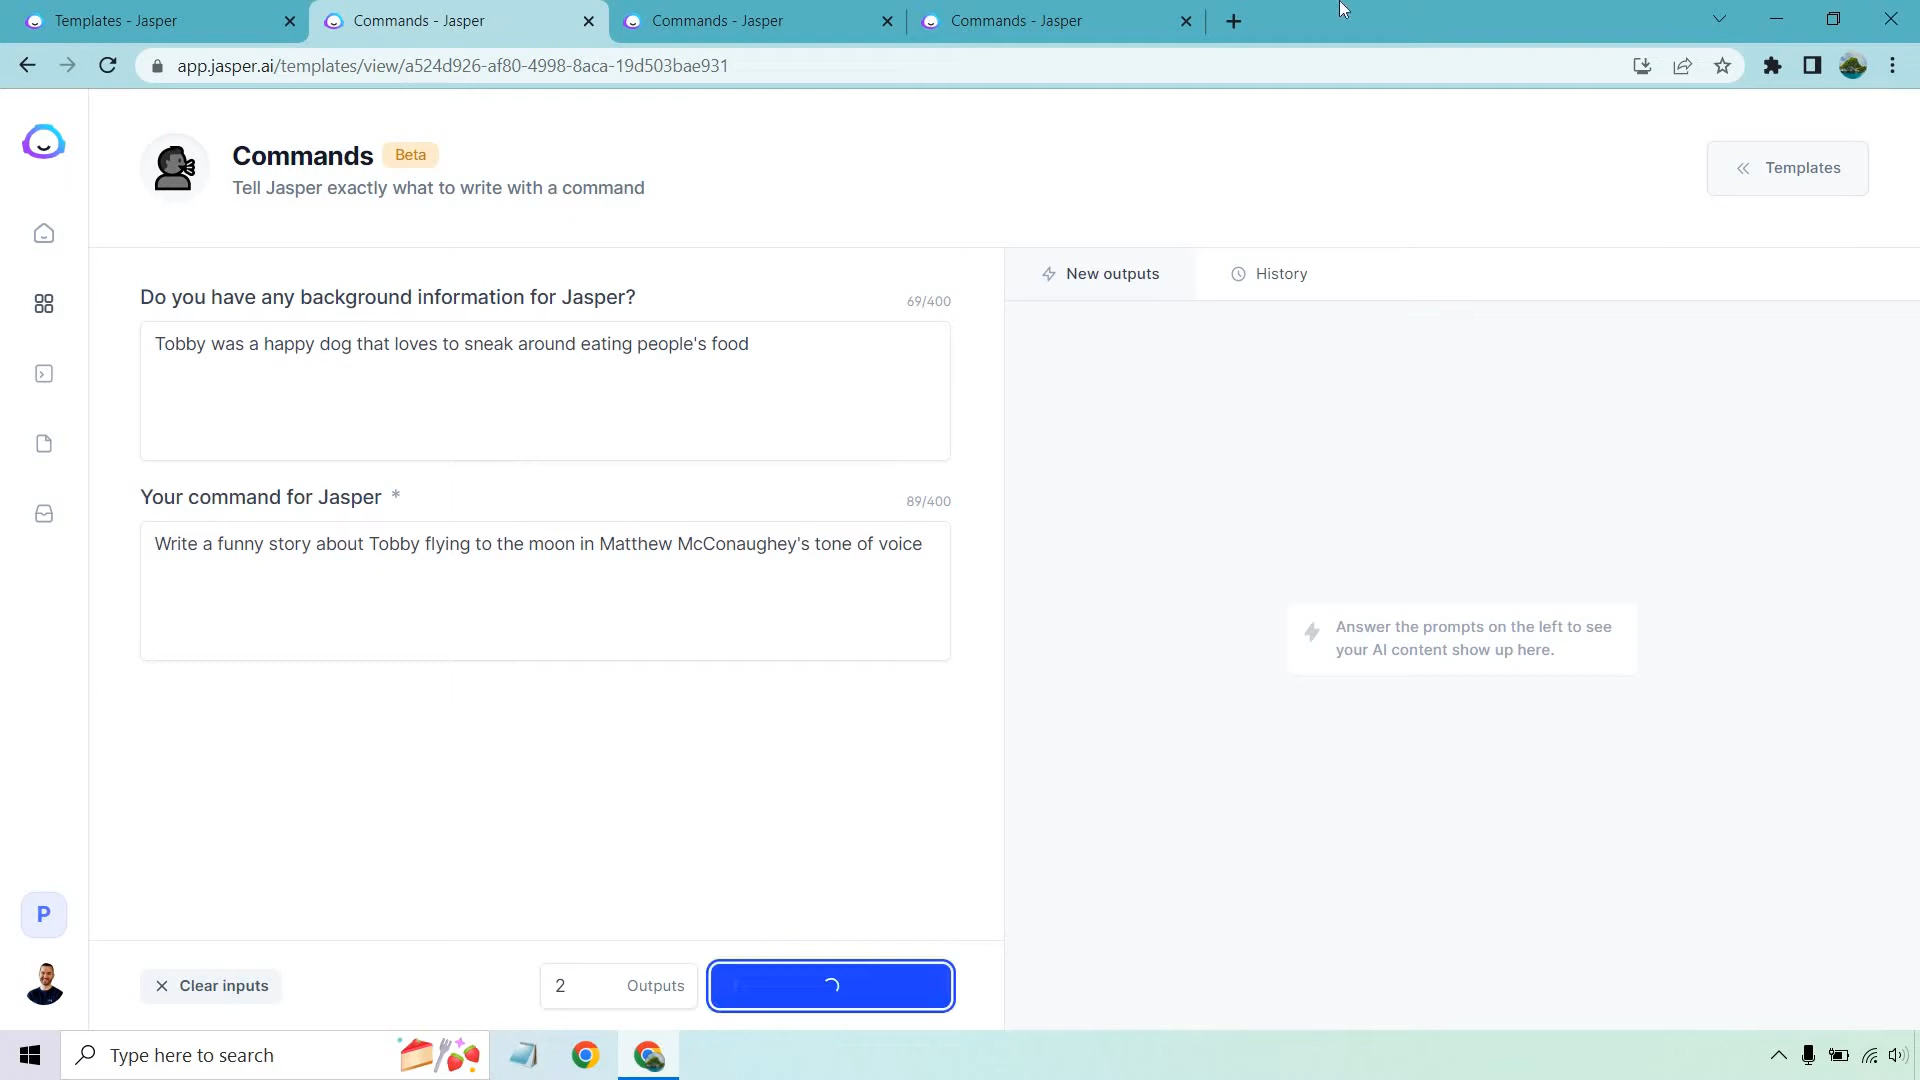 Templates - Jasper
Commands - Jasper
Commands - Jasper
Commands - Jasper
app.jasper.ai/templates/view/a524d926-af80-4998-8aca-19d503bae931
Commands
Beta
Tell Jasper exactly what to write with a command
Templates
Do you have any background information for Jasper?
69/400
Tobby was a happy dog that loves to sneak around eating people's food
Your command for Jasper *
89/400
Write a funny story about Tobby flying to the moon in Matthew McConaughey's tone of voice
New outputs
History
Answer the prompts on the left to see
your AI content show up here.
P
Clear inputs
2
Outputs
Type here to search